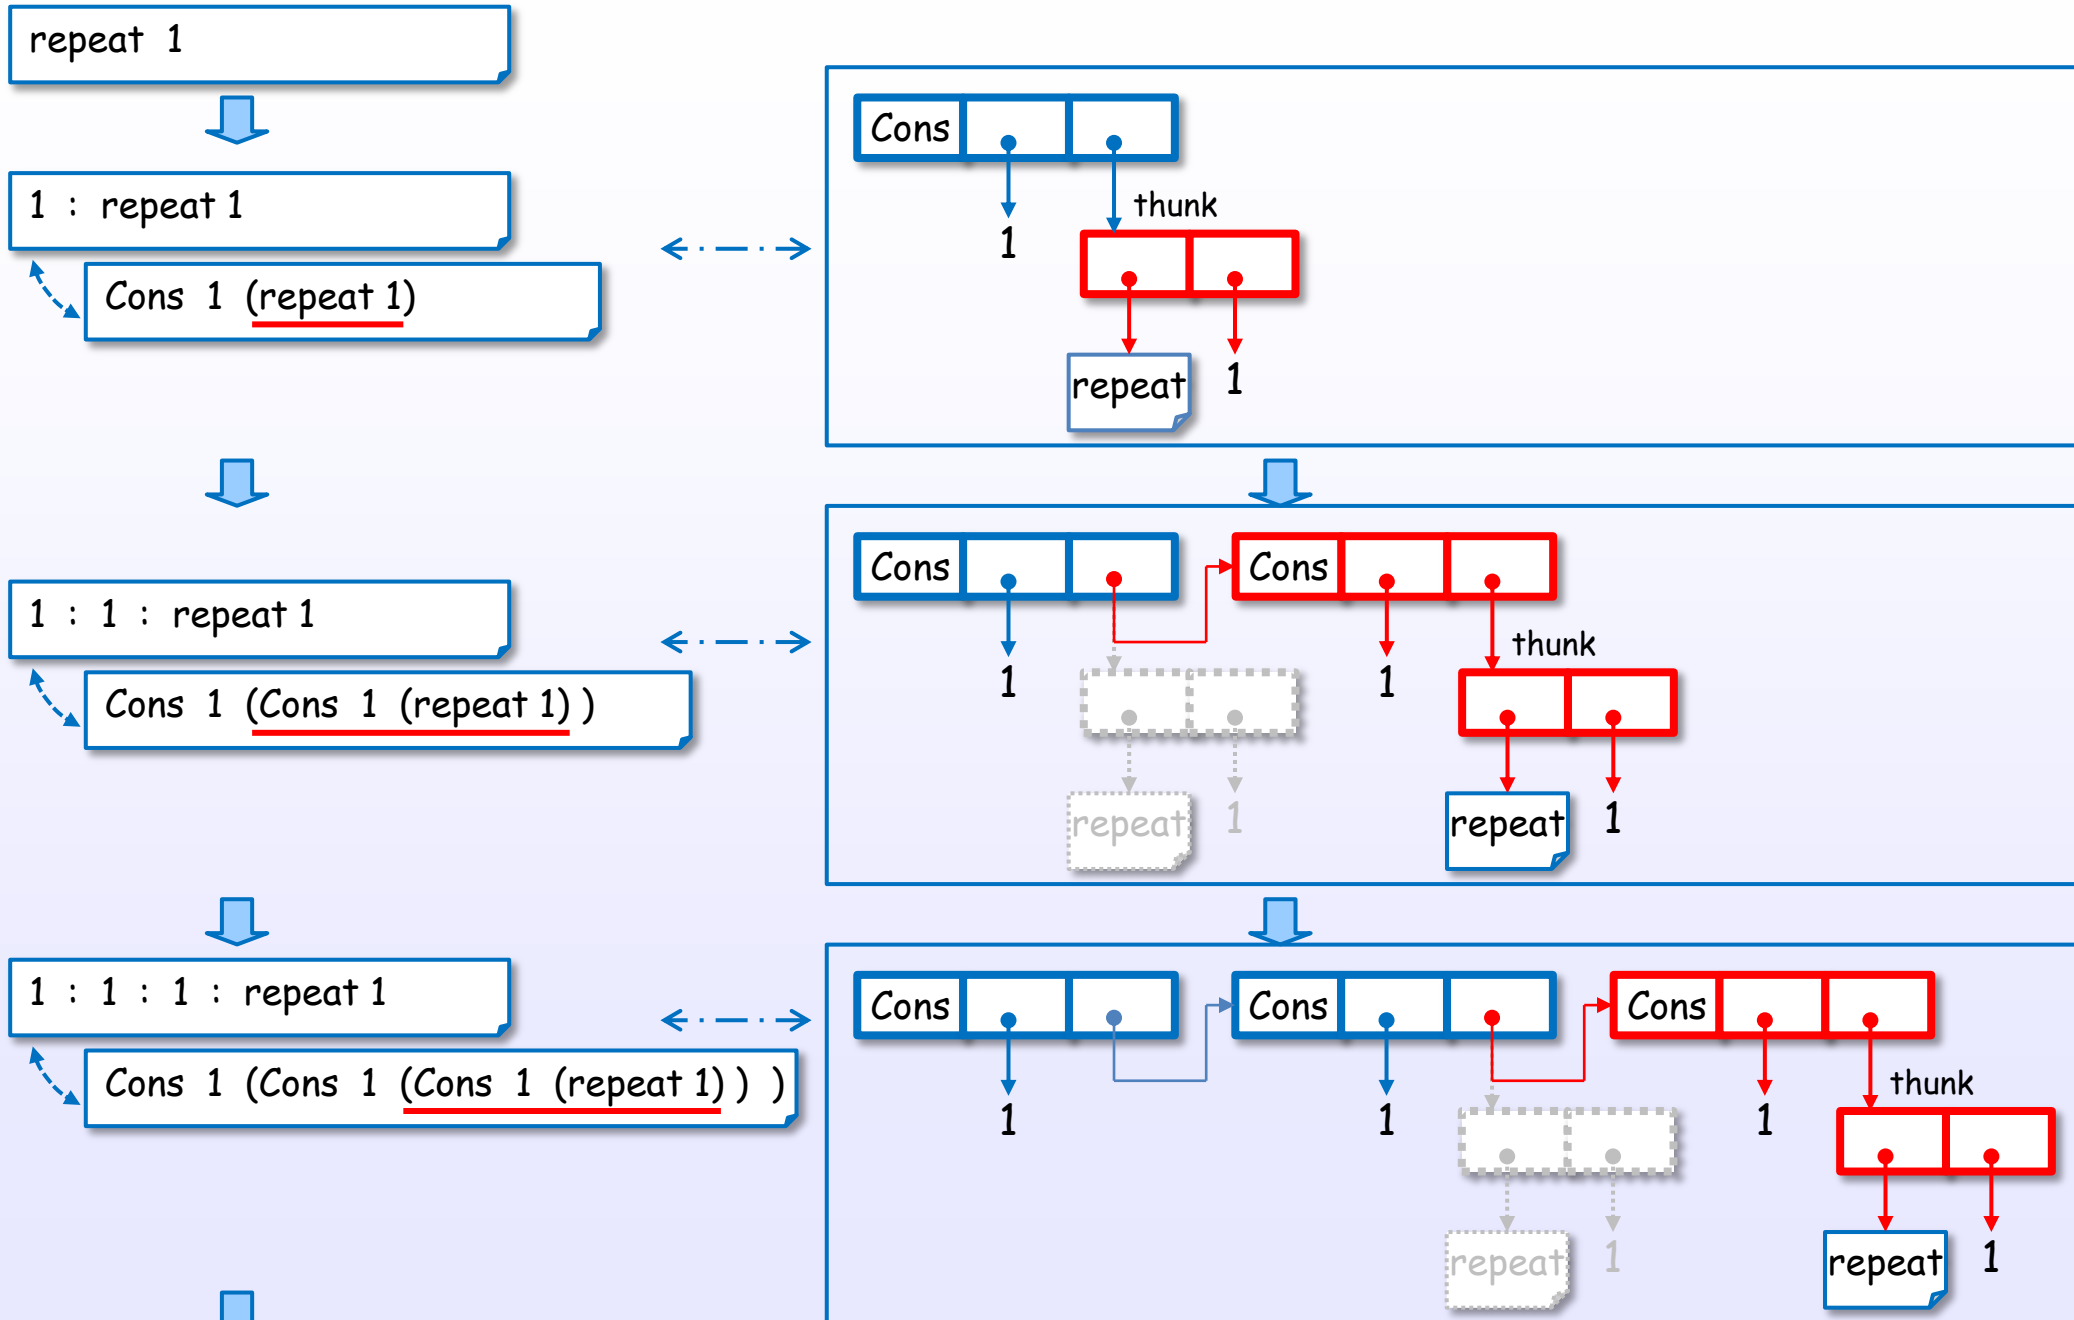 repeat 1
1 : repeat 1
Cons 1 (repeat 1)
Cons
1
thunk
repeat
1
1 : 1 : repeat 1
Cons 1 (Cons 1 (repeat 1) )
Cons
Cons
1
1
thunk
repeat
1
repeat
1
1 : 1 : 1 : repeat 1
Cons 1 (Cons 1 (Cons 1 (repeat 1) ) )
Cons
Cons
Cons
1
1
1
thunk
repeat
1
repeat
1